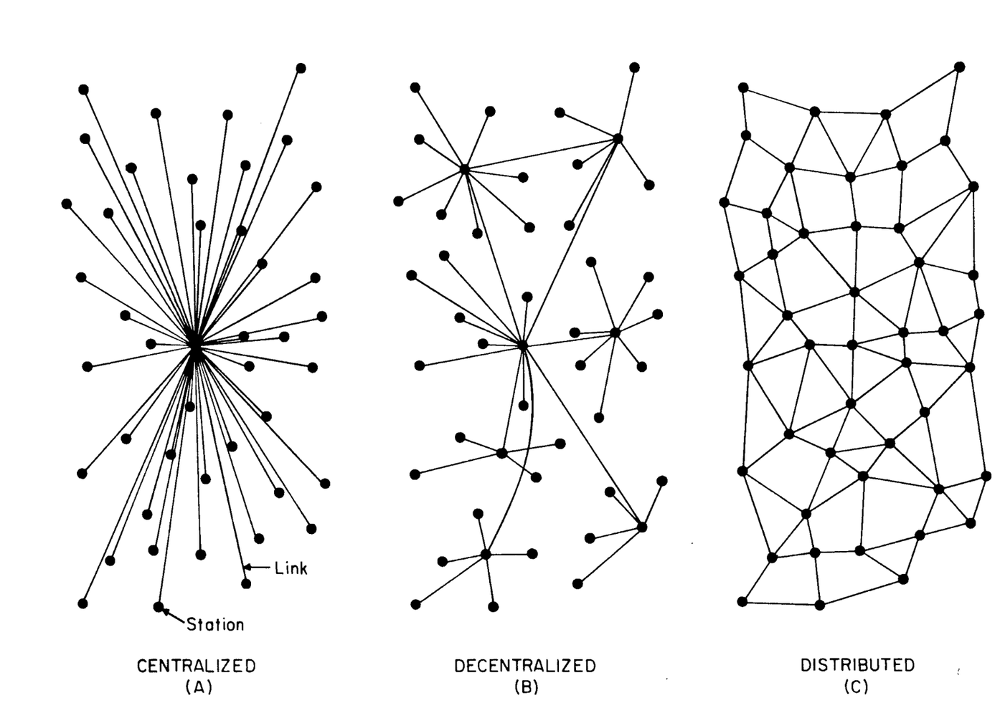 Link
Station
CENTRALIZED
(A)
DECENTRALIZED
(B)
DISTRIBUTED
(C)